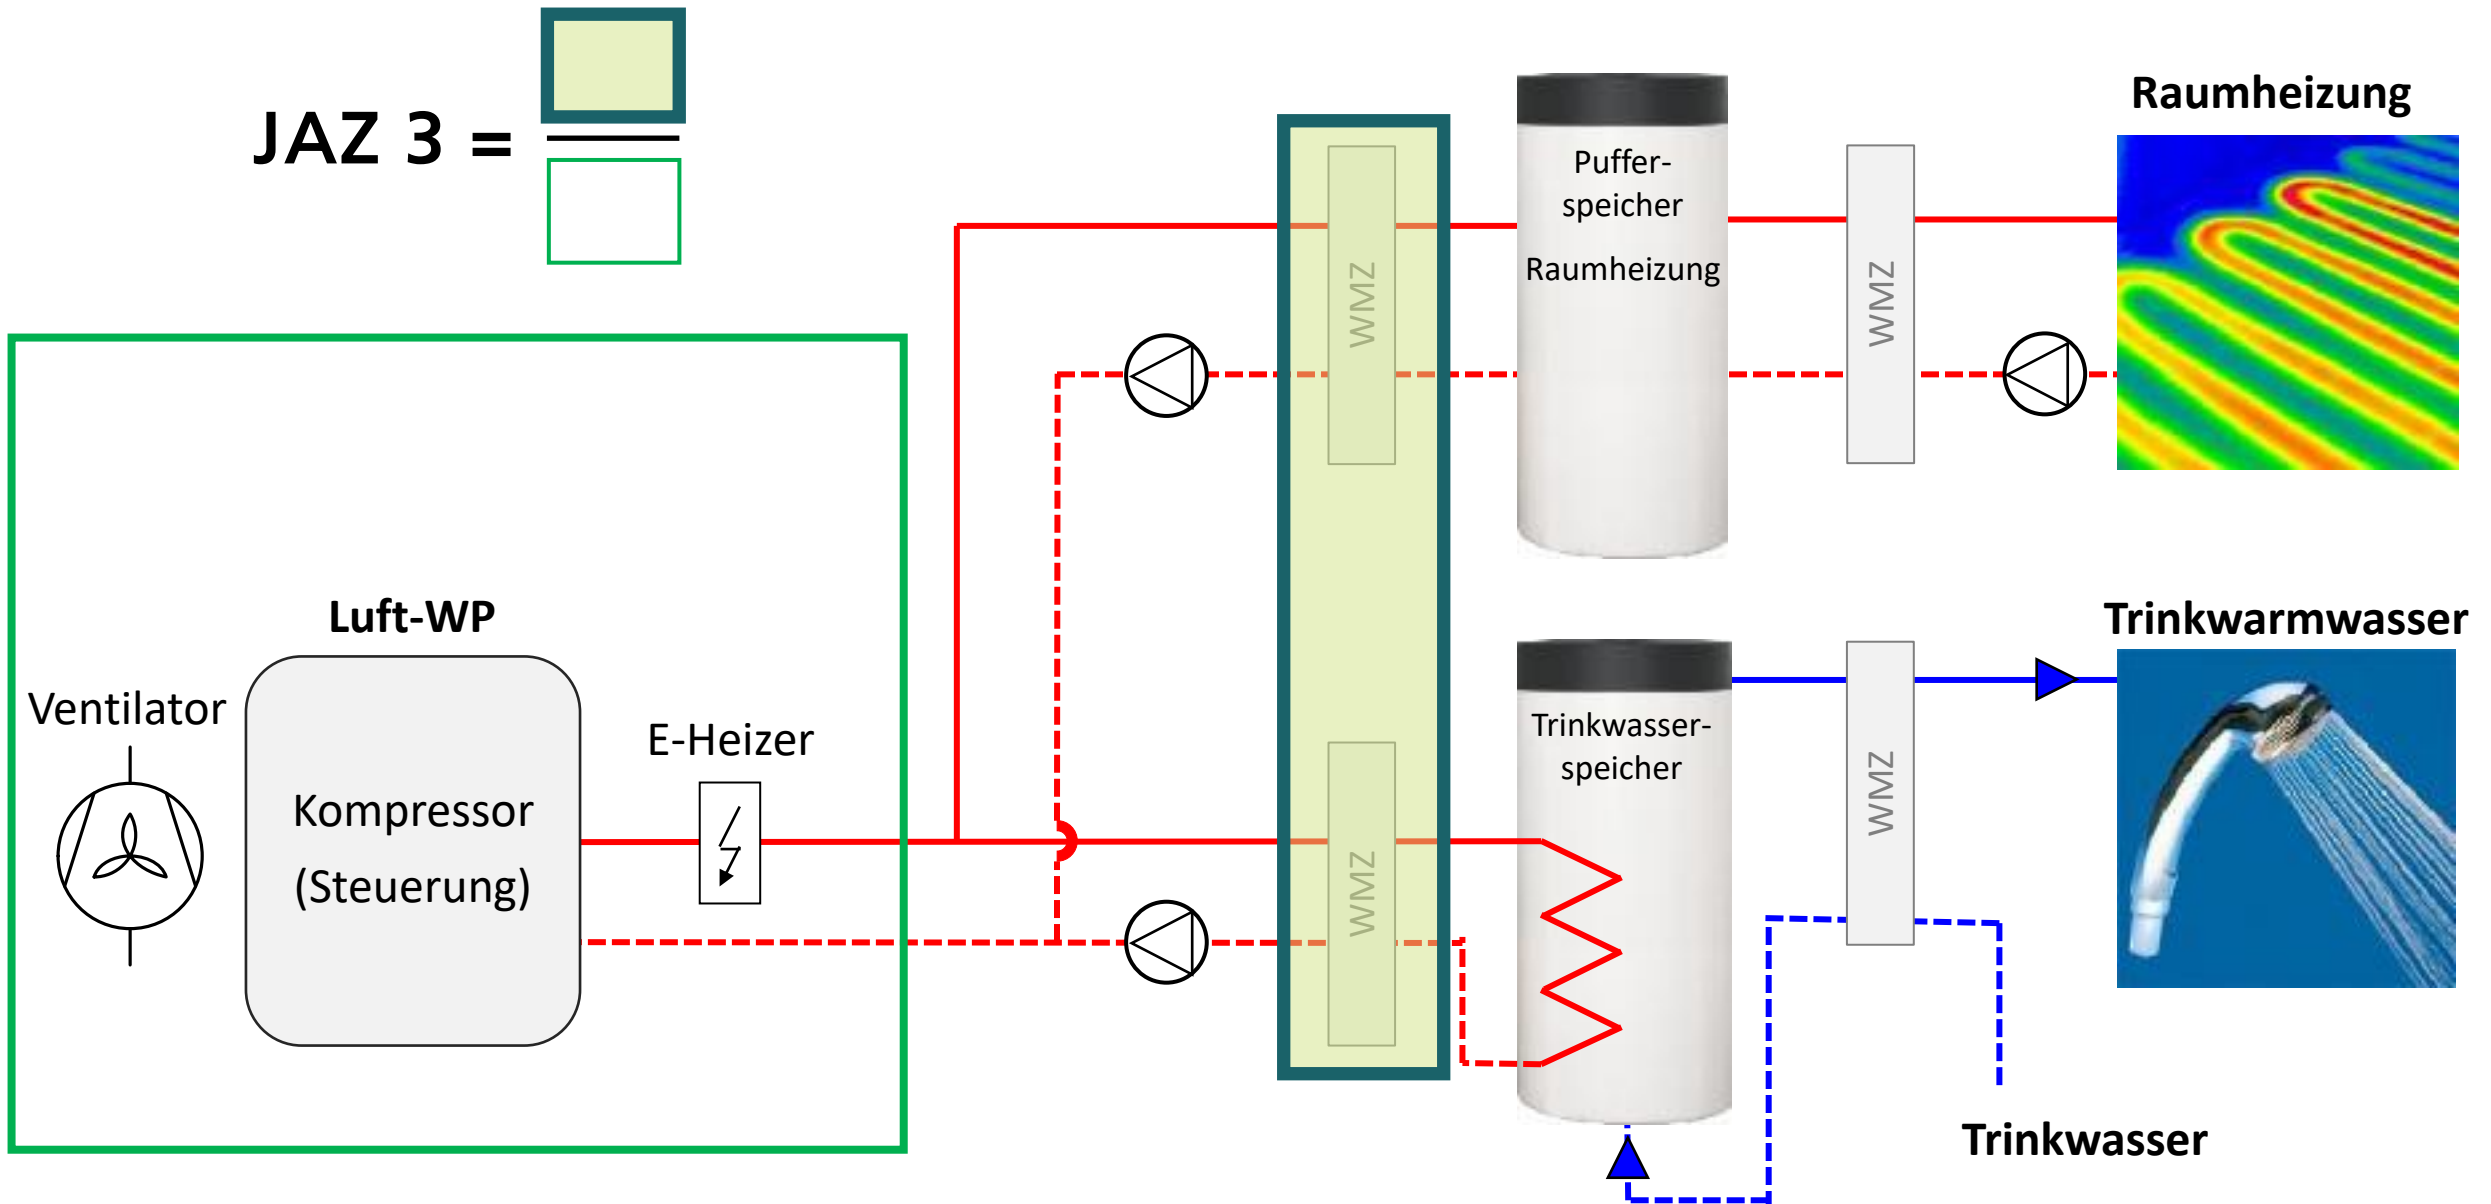 JAZ 3 =
Raumheizung
Puffer-
speicher
Raumheizung
WMZ
WMZ
Luft-WP
Ventilator
E-Heizer
Kompressor
(Steuerung)
Trinkwarmwasser
Trinkwasser-
speicher
WMZ
WMZ
Trinkwasser